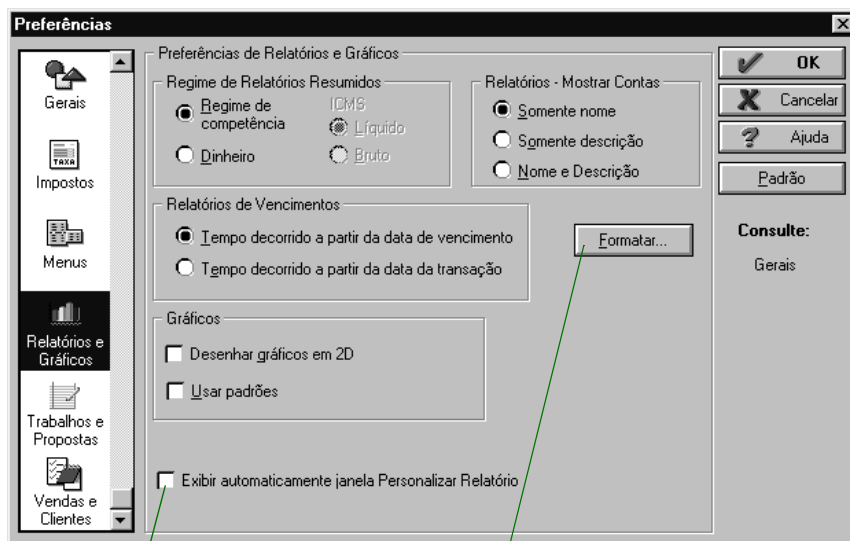 Preferências
Gerais
TAXA
Impostos
Menus
Relatórios e
Gráficos
Trabalhos e
Propostas
Vendas e
Clientes
Preferências de Relatórios e Gráficos
Regime de Relatórios Resumidos
Regime de
competência
Dinheiro
ICMS
Líquido
Bruto
Relatórios - Mostrar Contas
Somente nome
Somente descrição
Nome e Descrição
Relatórios de Vencimentos
Tempo decorrido a partir da data de vencimento
Tempo decorrido a partir da data da transação
Formatar...
Gráficos
Desenhar gráficos em 2D
Usar padrões
Exibir automaticamente janela Personalizar Relatório
OK
Cancelar
Ajuda
Padrão
Consulte:
Gerais